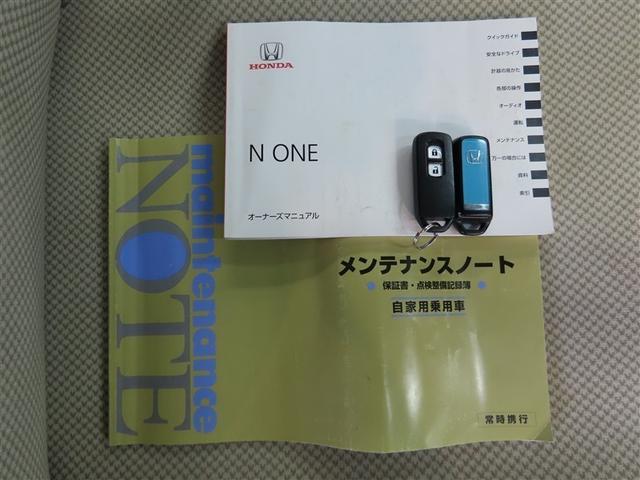 HONDA
N ONE
オーナーズマニュアル
クイックガイド
安全なドライブ
計器の見かた
各部の操作
オーディオ
運転
メンテナンス
万一の場合には
資料
索引
maintenance
NOTE
メンテナンスノート
保証書・点検整備記録簿
自家用乗用車
常時携行